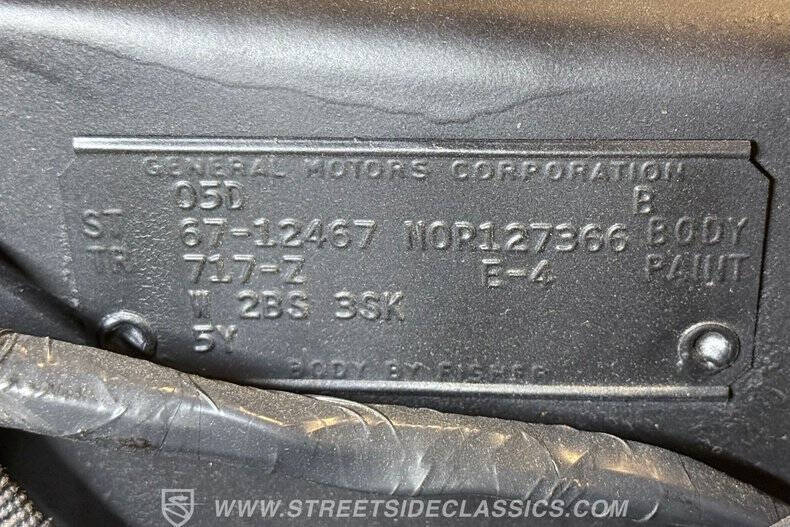 GENERAL MOTORS CORPORATION
05D B
ST 67-12467 NOR127366 BODY
TR 717-Z E-4 PAINT
W 2BS 3SK
5Y
BODY BY FISHER
WWW.STREETSIDECLASSICS.COM